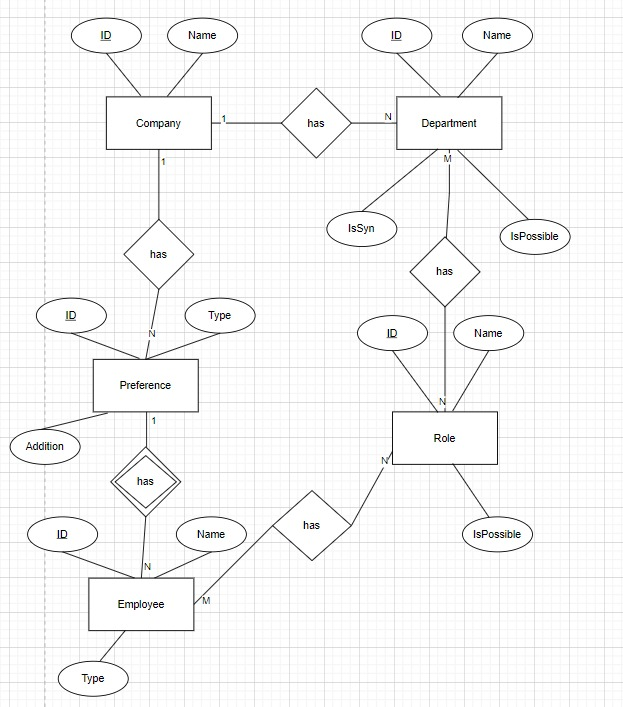 ID
Name
ID
Name
Company
1
has
N
Department
1
M
IsSyn
IsPossible
has
has
ID
Type
N
ID
Name
Preference
N
1
Addition
Role
N
has
has
ID
Name
IsPossible
N
Employee
M
Type